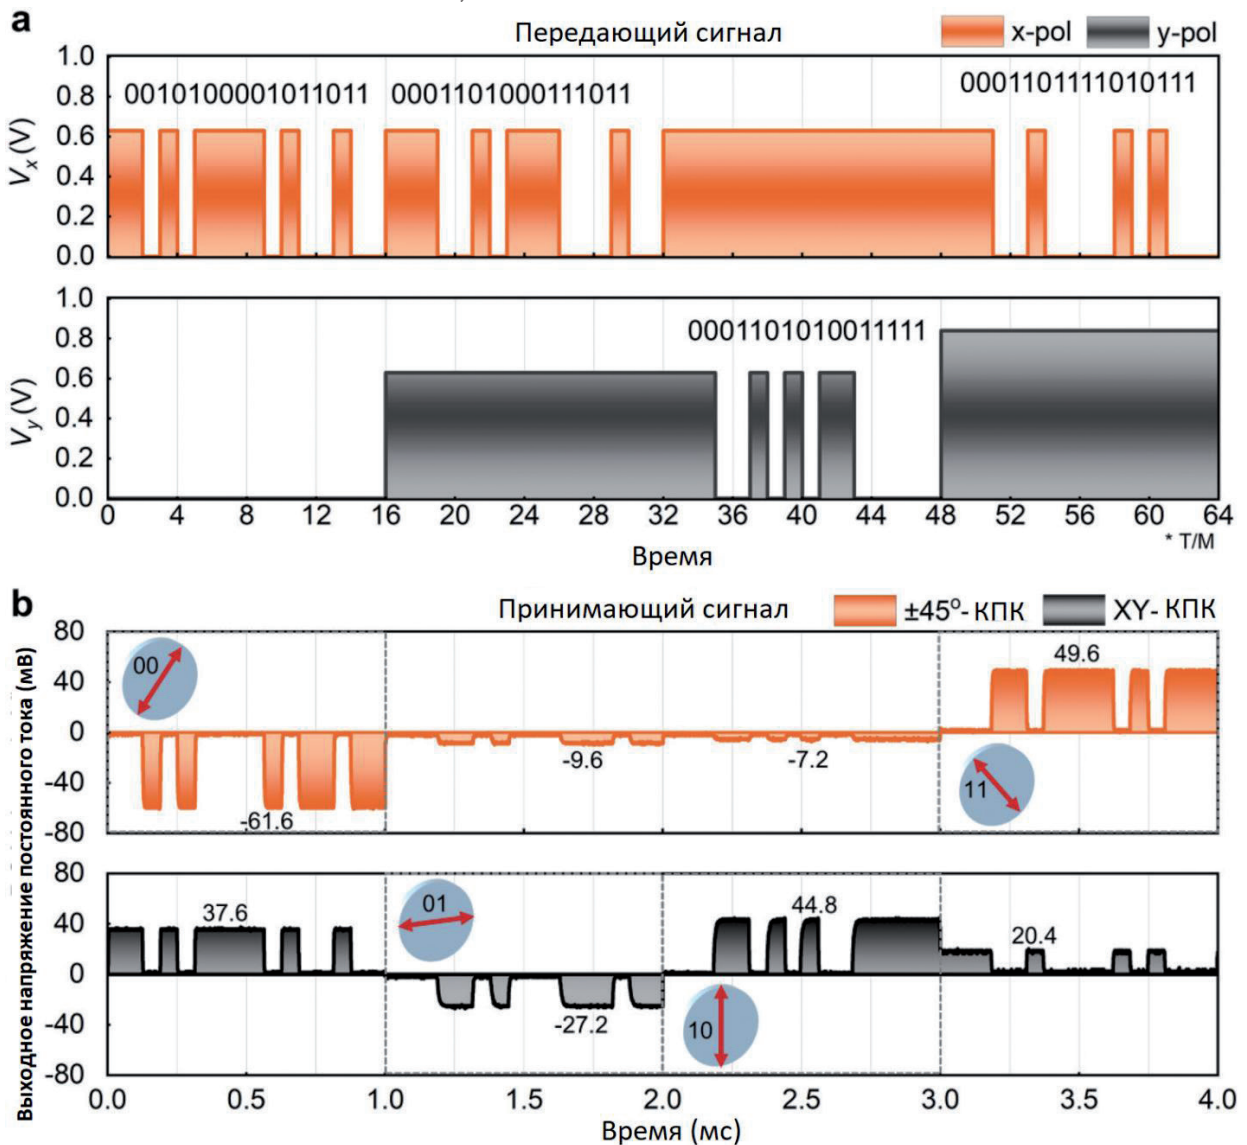 a
Передающий сигнал
x-pol
y-pol
1.0
0.8
0.6
0.4
0.2
0.0
Vx (V)
0010100001011011
0001101000111011
0001101111010111
1.0
0.8
0.6
0.4
0.2
0.0
Vy (V)
0001101010011111
0 4 8 12 16 20 24 28 32 36 40 44 48 52 56 60 64
* T/M
Время
b
Принимающий сигнал
±45°- КПК
XY- КПК
Выходное напряжение постоянного тока (мВ)
80
40
0
-40
-80
00
-61.6
-9.6
-7.2
49.6
11
80
40
0
-40
-80
37.6
01
-27.2
44.8
10
20.4
0.0 0.5 1.0 1.5 2.0 2.5 3.0 3.5 4.0
Время (мс)